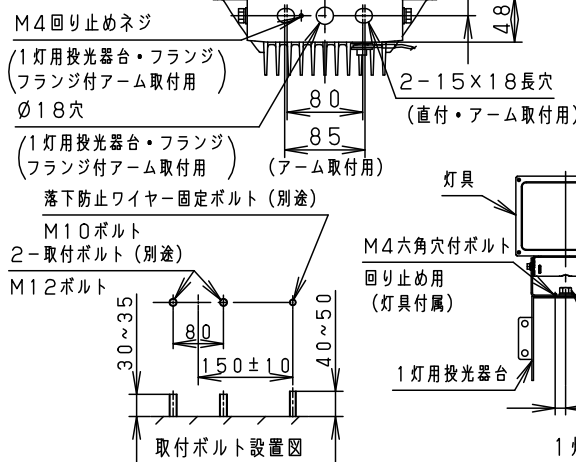 M4回り止めネジ
(1灯用投光器台・フランジ
フランジ付アーム取付用)
Ø18穴
(1灯用投光器台・フランジ
フランジ付アーム取付用)
48
80
85
(アーム取付用)
2-15×18長穴
(直付・アーム取付用)
落下防止ワイヤー固定ボルト(別途)
M10ボルト
2-取付ボルト(別途)
M12ボルト
30~35
80
150±10
40~50
取付ボルト設置図
灯具
M4六角穴付ボルト
回り止め用
(灯具付属)
1灯用投光器台
1灯